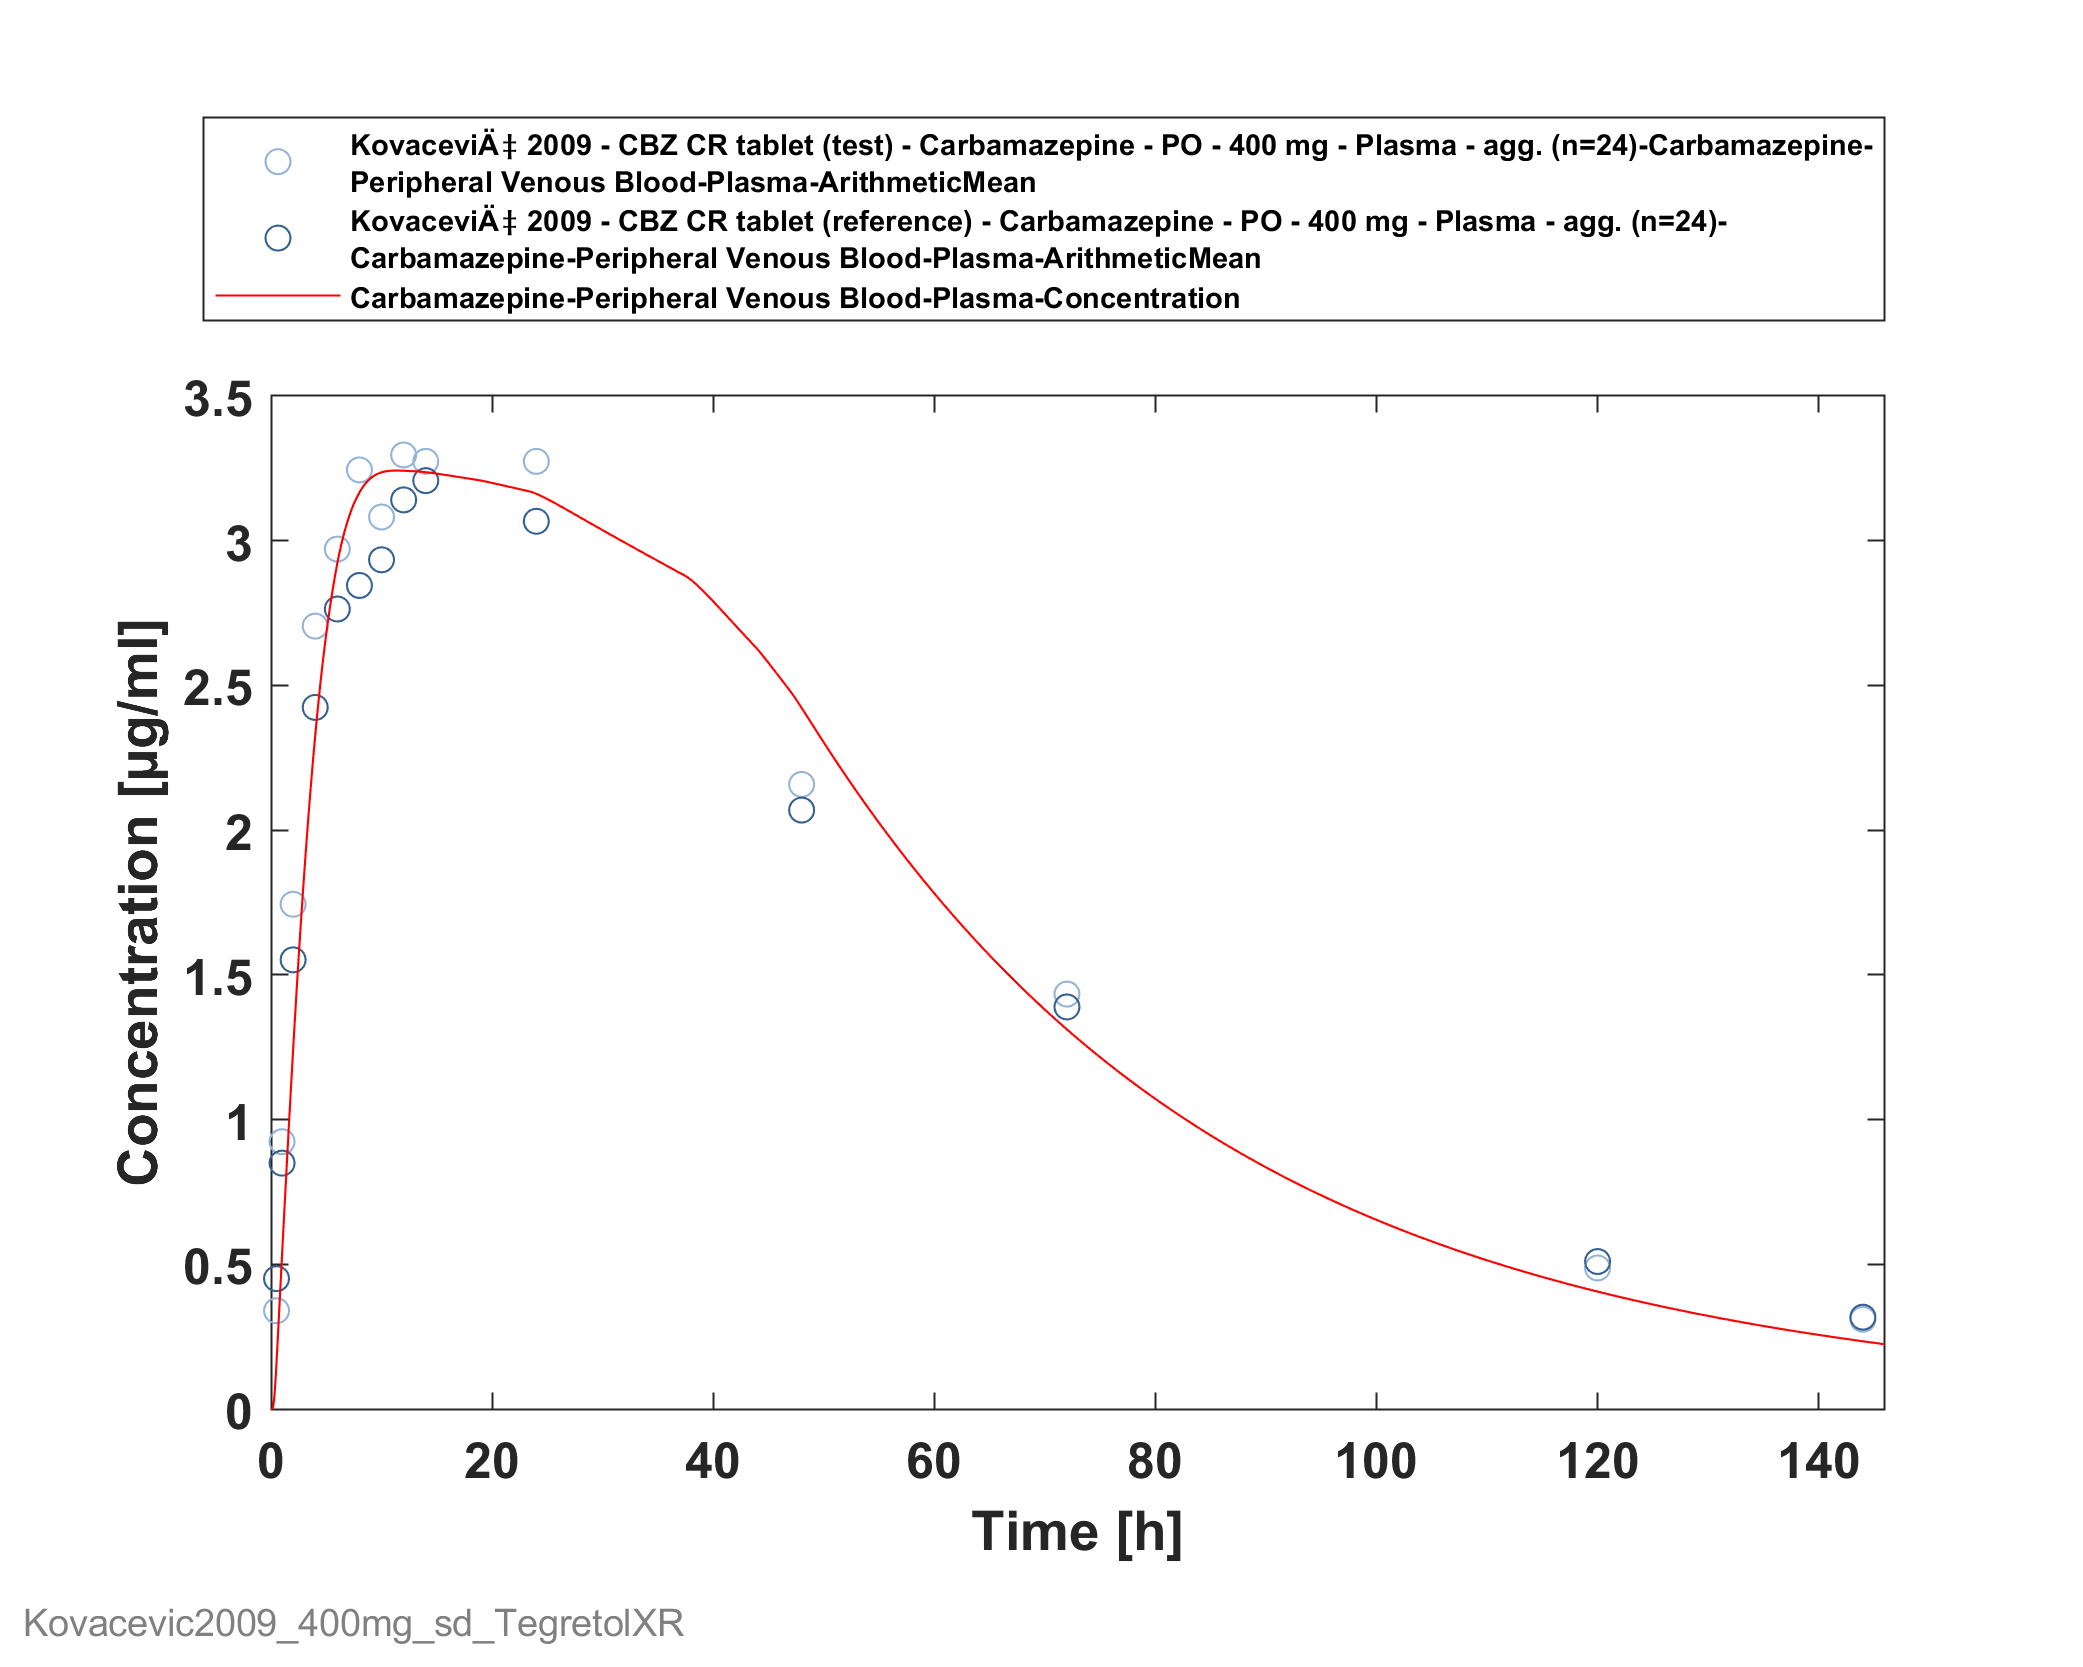 KovaceviÄ‡ 2009 - CBZ CR tablet (test) - Carbamazepine - PO - 400 mg - Plasma - agg. (n=24)-Carbamazepine-
Peripheral Venous Blood-Plasma-ArithmeticMean
KovaceviÄ‡ 2009 - CBZ CR tablet (reference) - Carbamazepine - PO - 400 mg - Plasma - agg. (n=24)-
Carbamazepine-Peripheral Venous Blood-Plasma-ArithmeticMean
Carbamazepine-Peripheral Venous Blood-Plasma-Concentration
3.5
3
2.5
2
1.5
1
0.5
0
Concentration [µg/ml]
0 20 40 60 80 100 120 140
Time [h]
Kovacevic2009_400mg_sd_TegretolXR